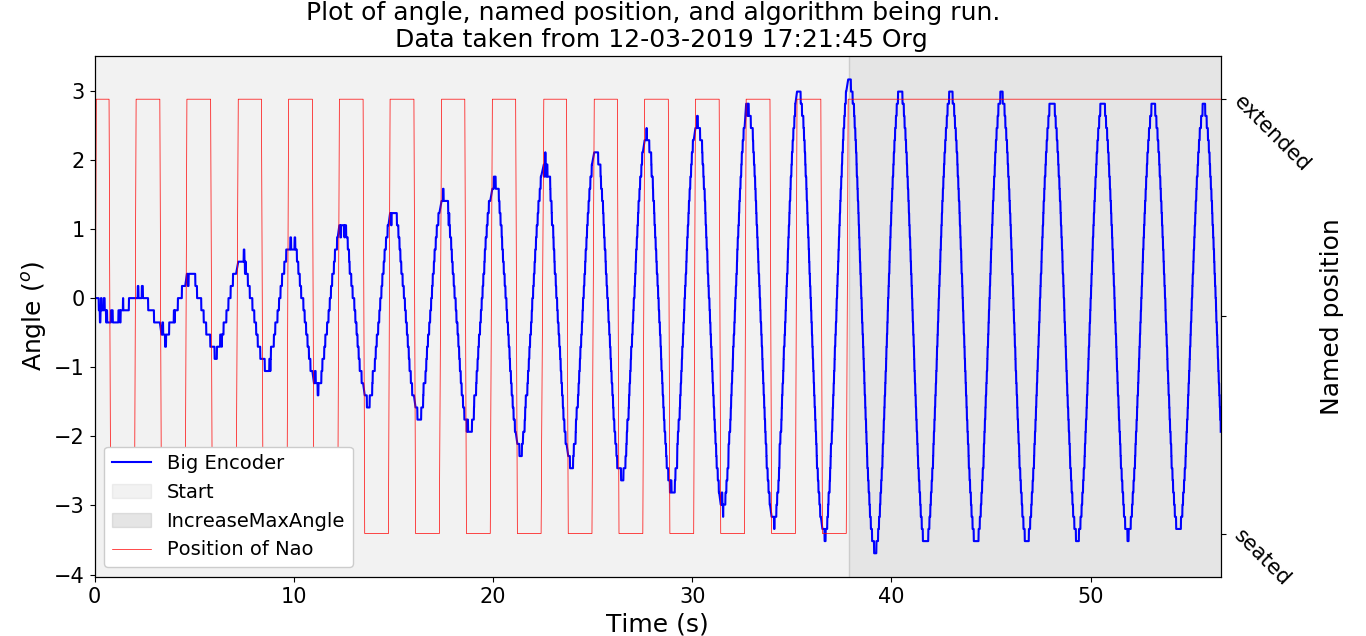 Plot of angle, named position, and algorithm being run.
Data taken from 12-03-2019 17:21:45 Org
3
2
1
0
−1
−2
−3
−4
Angle (°)
extended
seated
Named position
Big Encoder
Start
IncreaseMaxAngle
Position of Nao
0 10 20 30 40 50
Time (s)